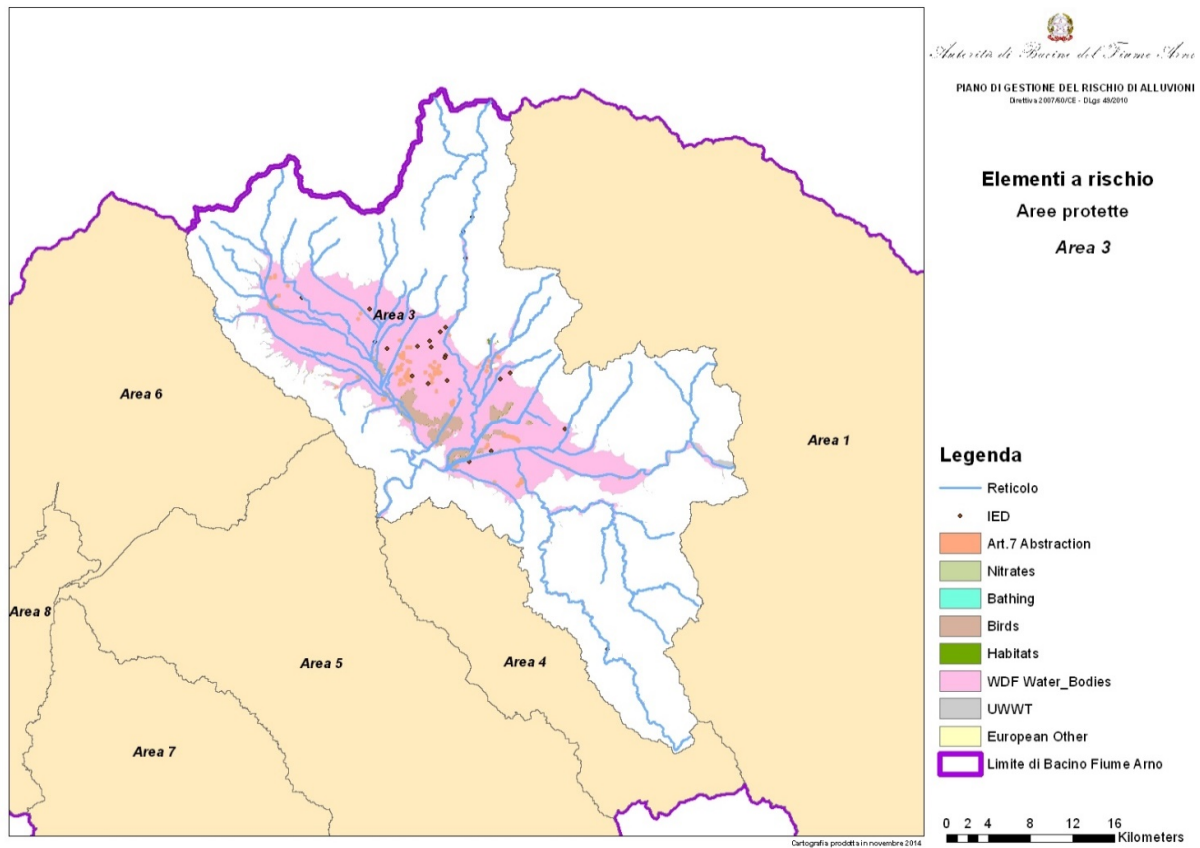 Autorità di Bacino del Fiume Arno
PIANO DI GESTIONE DEL RISCHIO DI ALLUVIONI
Direttiva 2007/60/CE - DLgs 49/2010
Elementi a rischio
Aree protette
Area 3
Area 3
Area 6
Area 1
Area 8
Area 5
Area 4
Area 7
Legenda
Reticolo
IED
Art.7 Abstraction
Nitrates
Bathing
Birds
Habitats
WDF Water_Bodies
UWWT
European Other
Limite di Bacino Fiume Arno
0 2 4 8 12 16
Kilometers
Cartografia prodotta in novembre 2014